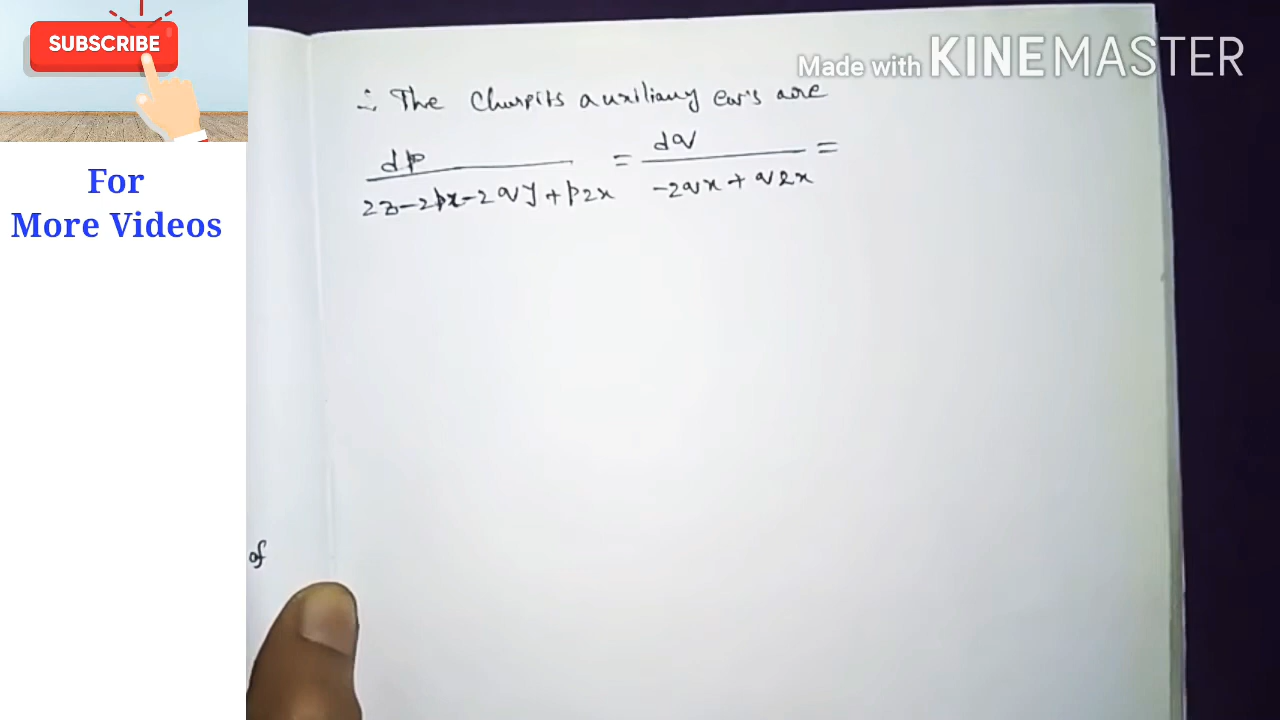 SUBSCRIBE
For
More Videos
Made with KINEMASTER
∴ The Charpits auxiliary eqr's are
dp / (2z-2px-2qy+p2x) = dq / (-2qx+q2x) =
of